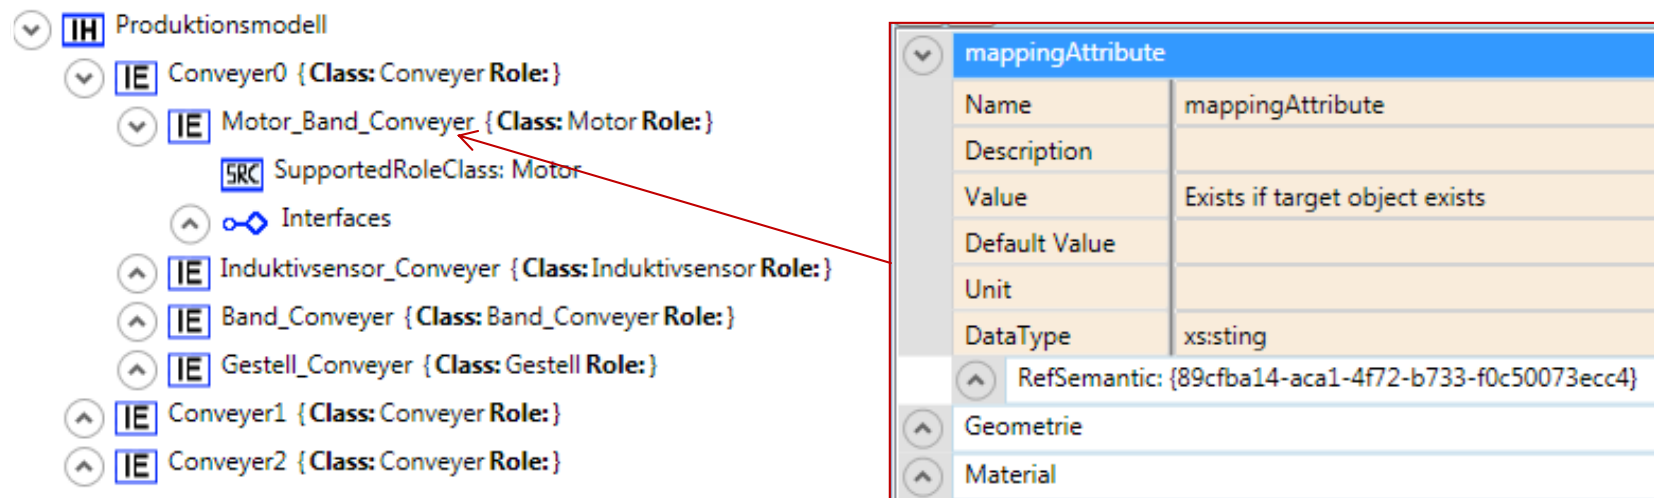 IH Produktionsmodell
IE Conveyer0 {Class: Conveyer Role:}
IE Motor_Band_Conveyer {Class: Motor Role:}
SRC SupportedRoleClass: Motor
Interfaces
IE Induktivsensor_Conveyer {Class: Induktivsensor Role:}
IE Band_Conveyer {Class: Band_Conveyer Role:}
IE Gestell_Conveyer {Class: Gestell Role:}
IE Conveyer1 {Class: Conveyer Role:}
IE Conveyer2 {Class: Conveyer Role:}
mappingAttribute
Name mappingAttribute
Description
Value Exists if target object exists
Default Value
Unit
DataType xs:sting
RefSemantic: {89cfba14-aca1-4f72-b733-f0c50073ecc4}
Geometrie
Material